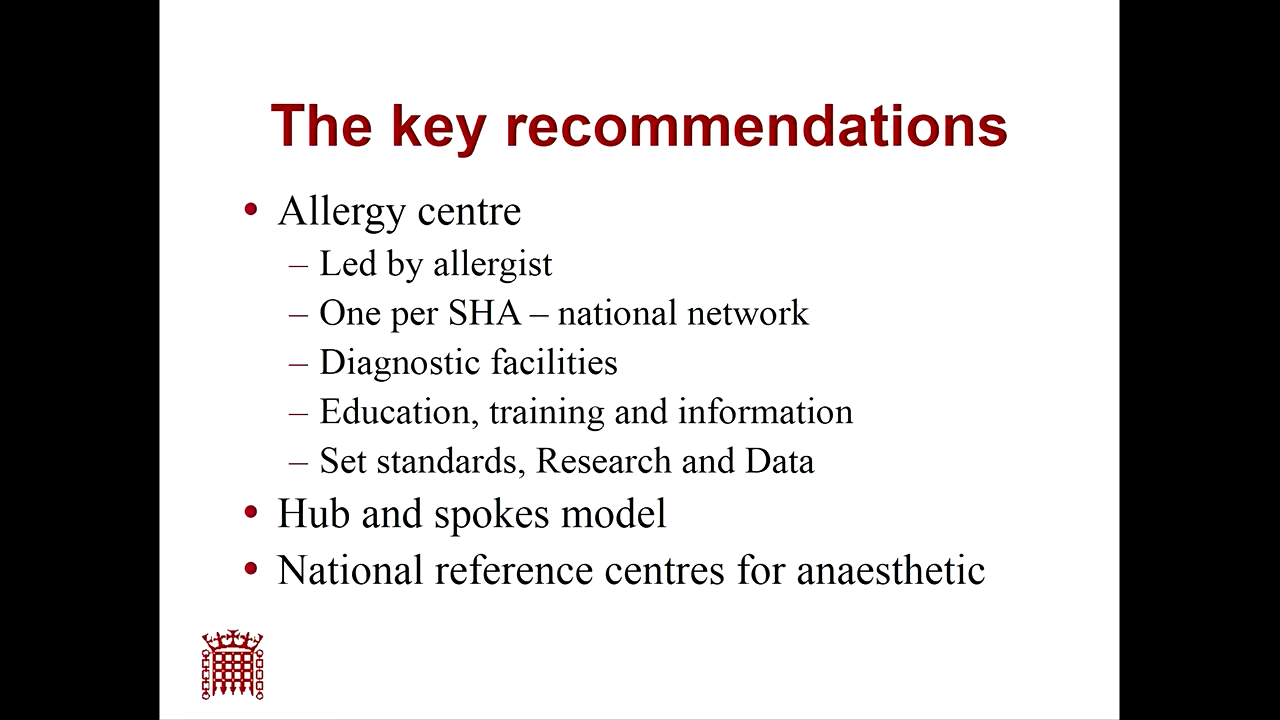 The key recommendations
• Allergy centre
– Led by allergist
– One per SHA – national network
– Diagnostic facilities
– Education, training and information
– Set standards, Research and Data
• Hub and spokes model
• National reference centres for anaesthetic